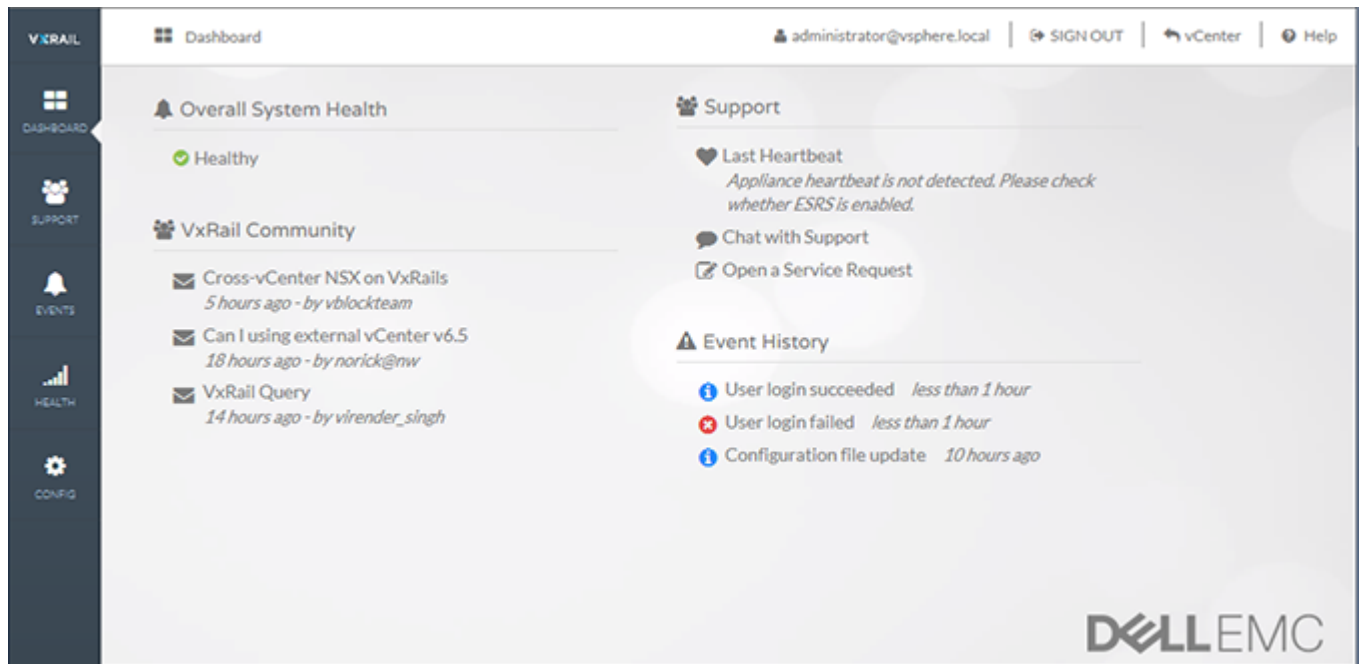 VXRAIL
Dashboard
administrator@vsphere.local
SIGN OUT
vCenter
Help
DASHBOARD
SUPPORT
EVENTS
HEALTH
CONFIG
Overall System Health
Healthy
VxRail Community
Cross-vCenter NSX on VxRails
5 hours ago - by vblockteam
Can I using external vCenter v6.5
18 hours ago - by norick@nw
VxRail Query
14 hours ago - by virender_singh
Support
Last Heartbeat
Appliance heartbeat is not detected. Please check
whether ESRS is enabled.
Chat with Support
Open a Service Request
Event History
User login succeeded less than 1 hour
User login failed less than 1 hour
Configuration file update 10 hours ago
DELLEMC